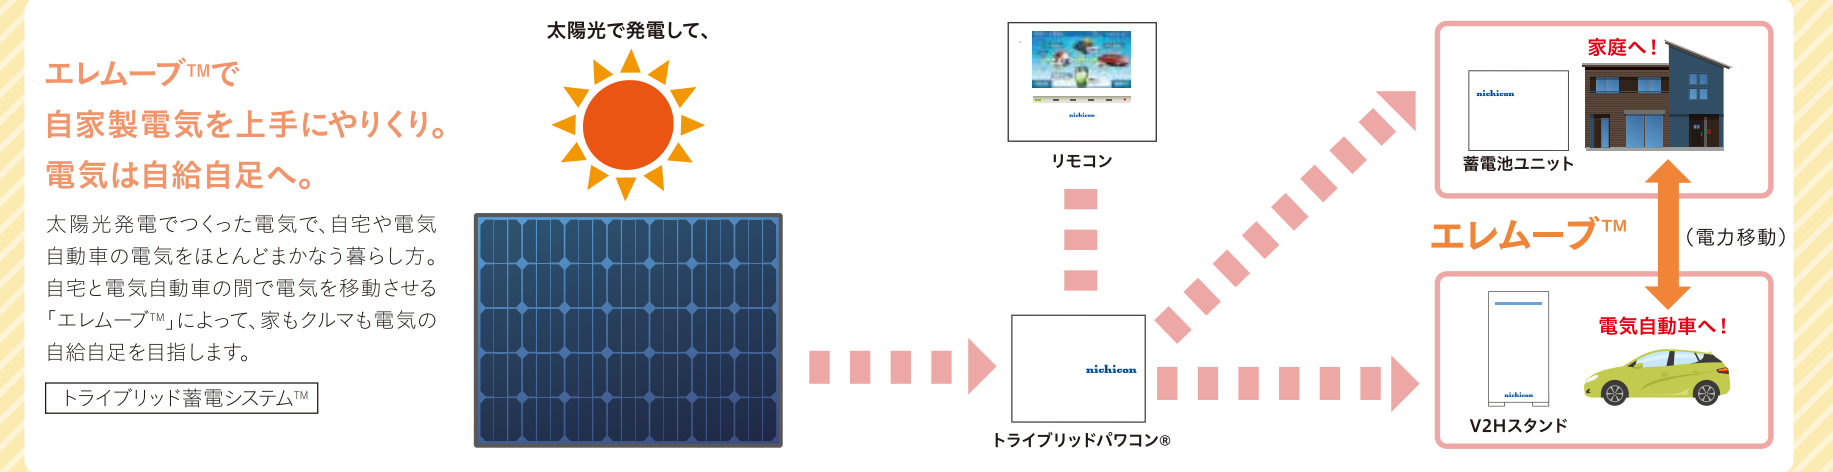 エレムーブ™で
自家製電気を上手にやりくり。
電気は自給自足へ。
太陽光発電でつくった電気で、自宅や電気
自動車の電気をほとんどまかなう暮らし方。
自宅と電気自動車の間で電気を移動させる
「エレムーブ™」によって、家もクルマも電気の
自給自足を目指します。
トライブリッド蓄電システム™
太陽光で発電して、
nichicon
リモコン
nichicon
トライブリッドパワコン®
家庭へ！
nichicon
蓄電池ユニット
エレムーブ™
（電力移動）
電気自動車へ！
nichicon
V2Hスタンド